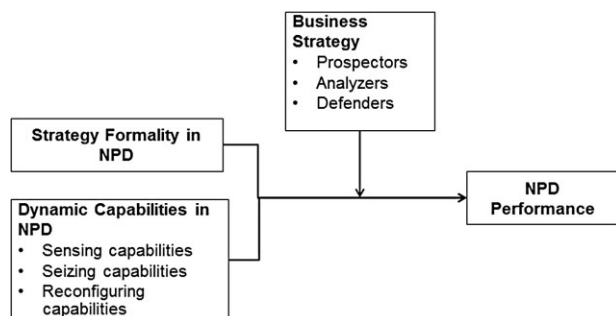 Business
Strategy
• Prospectors
• Analyzers
• Defenders
Strategy Formality in
NPD
Dynamic Capabilities in
NPD
• Sensing capabilities
• Seizing capabilities
• Reconfiguring
capabilities
NPD
Performance